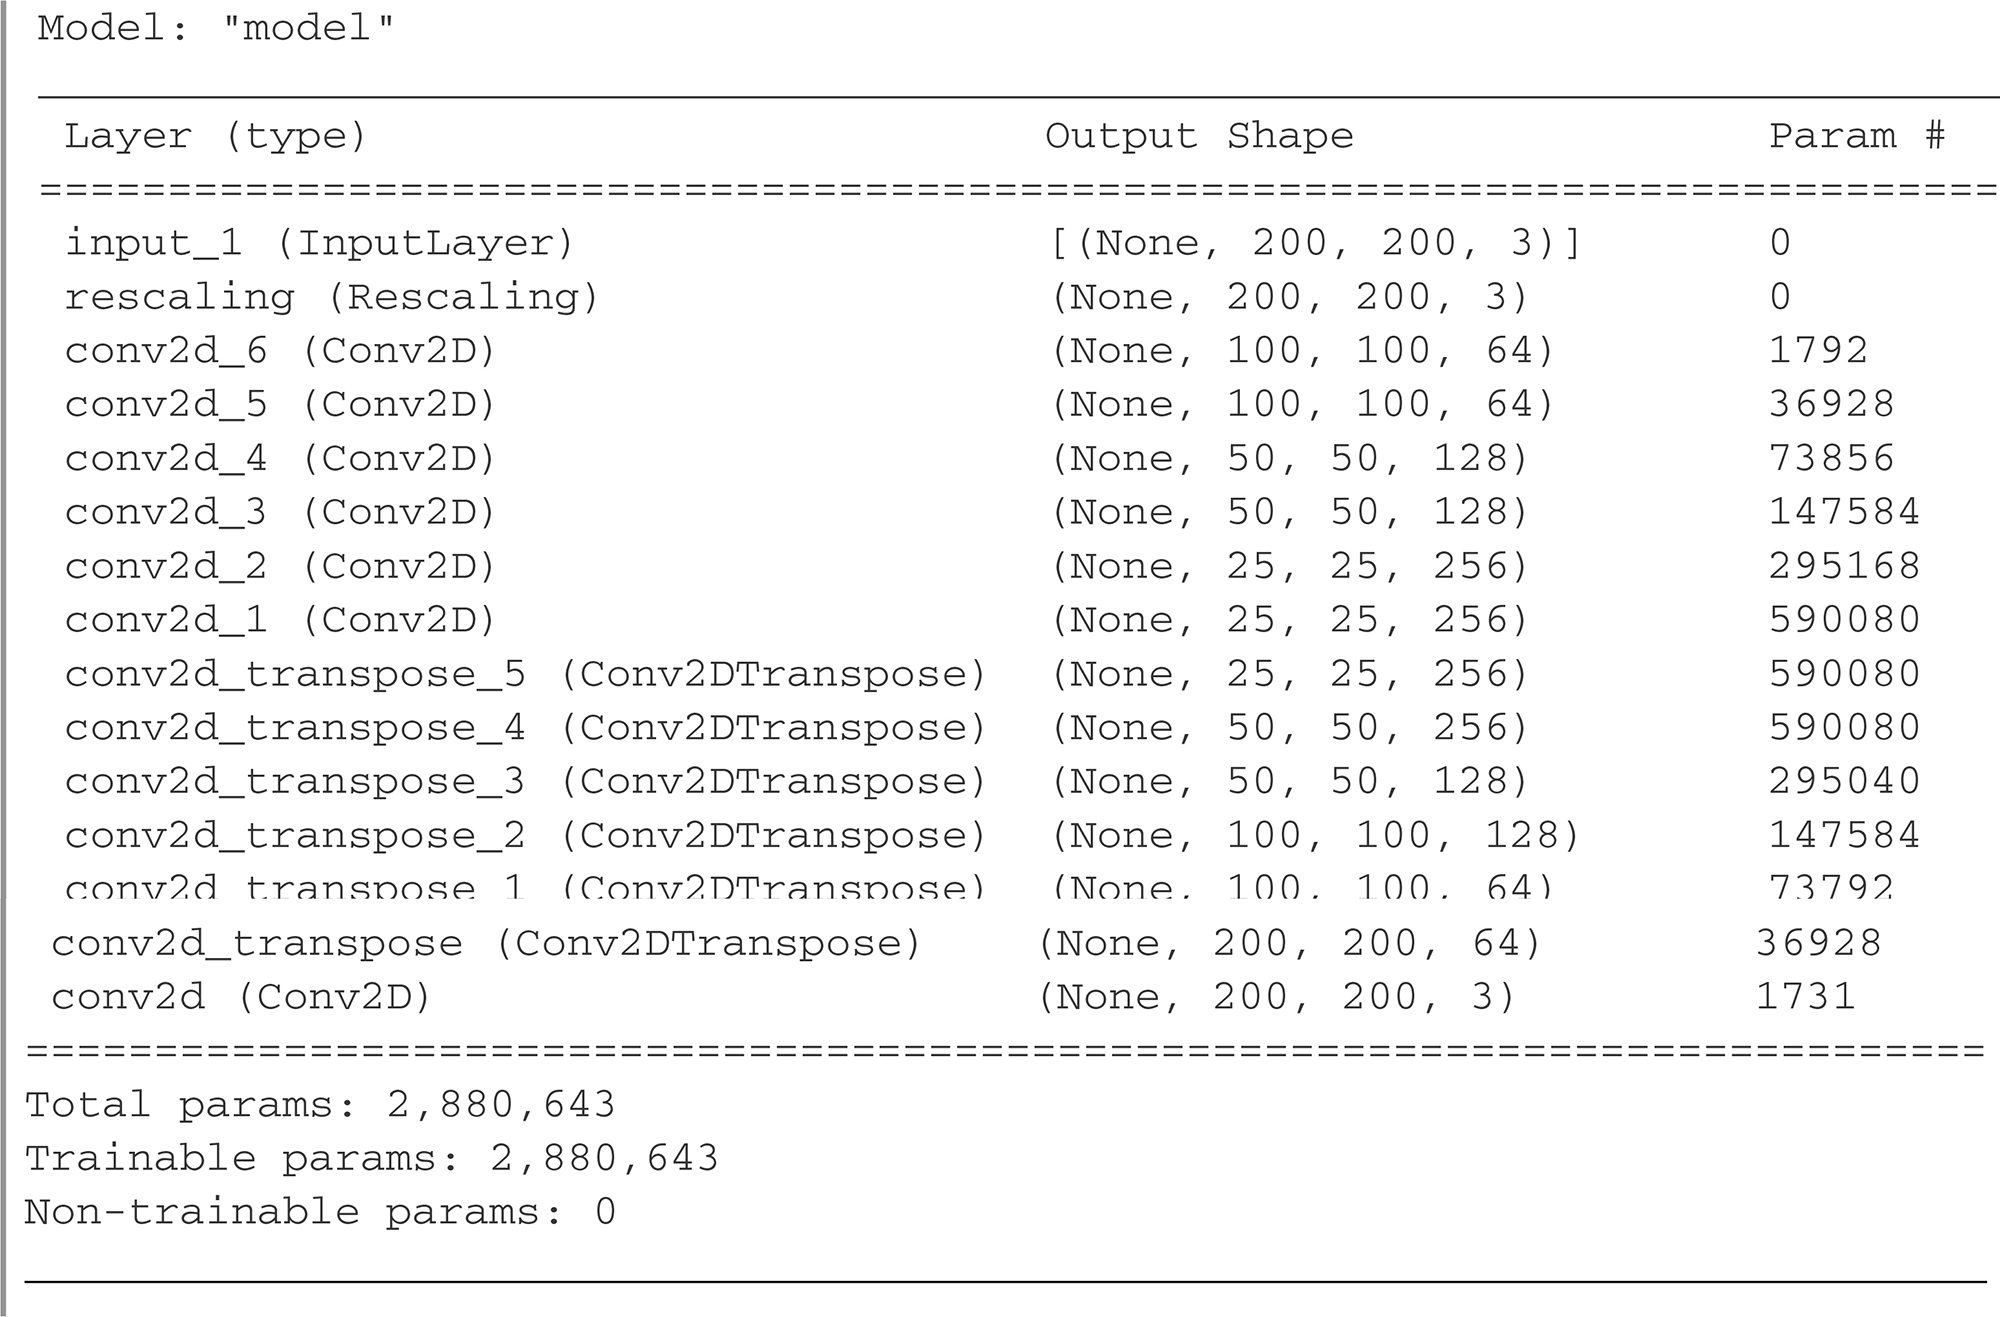 Model: "model"
Layer (type) Output Shape Param #
================================================================================
input_1 (InputLayer) [(None, 200, 200, 3)] 0
rescaling (Rescaling) (None, 200, 200, 3) 0
conv2d_6 (Conv2D) (None, 100, 100, 64) 1792
conv2d_5 (Conv2D) (None, 100, 100, 64) 36928
conv2d_4 (Conv2D) (None, 50, 50, 128) 73856
conv2d_3 (Conv2D) (None, 50, 50, 128) 147584
conv2d_2 (Conv2D) (None, 25, 25, 256) 295168
conv2d_1 (Conv2D) (None, 25, 25, 256) 590080
conv2d_transpose_5 (Conv2DTranspose) (None, 25, 25, 256) 590080
conv2d_transpose_4 (Conv2DTranspose) (None, 50, 50, 256) 590080
conv2d_transpose_3 (Conv2DTranspose) (None, 50, 50, 128) 295040
conv2d_transpose_2 (Conv2DTranspose) (None, 100, 100, 128) 147584
conv2d_transpose_1 (Conv2DTranspose) (None, 100, 100, 64) 73792
conv2d_transpose (Conv2DTranspose) (None, 200, 200, 64) 36928
conv2d (Conv2D) (None, 200, 200, 3) 1731
================================================================================
Total params: 2,880,643
Trainable params: 2,880,643
Non-trainable params: 0